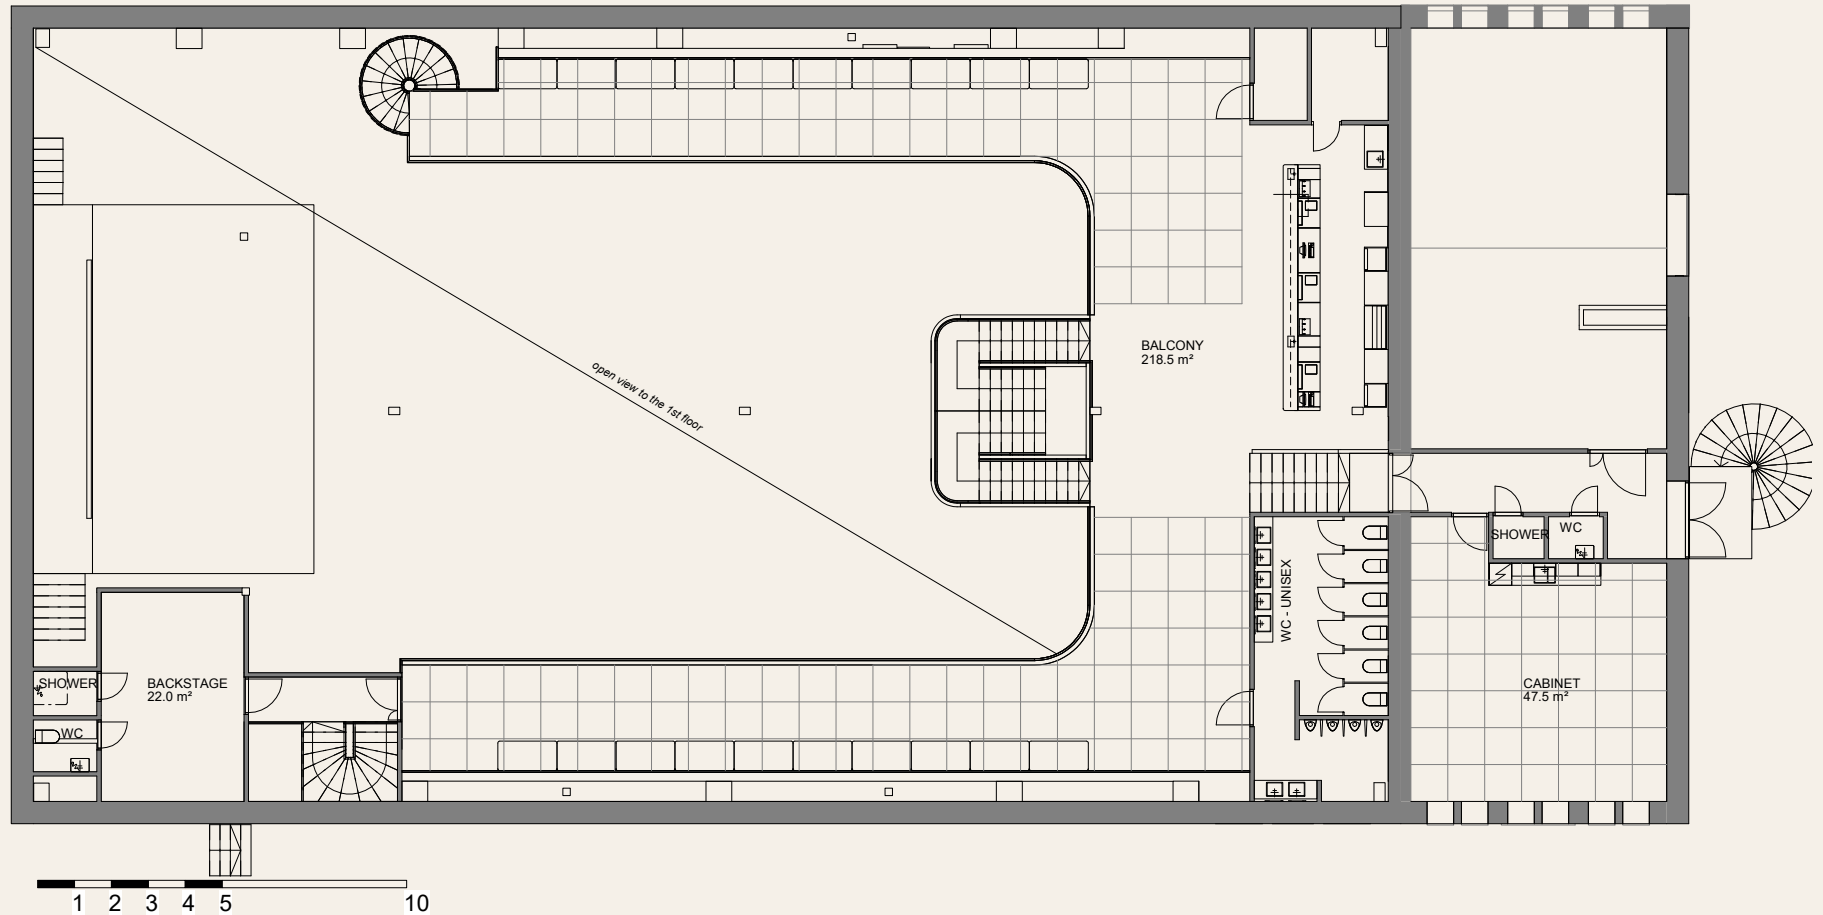 open view to the 1st floor
BALCONY
218.5 m²
SHOWER
WC
WC - UNISEX
SHOWER
BACKSTAGE
22.0 m²
CABINET
47.5 m²
WC
1 2 3 4 5 10